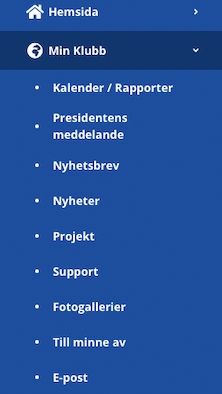 Hemsida
Min Klubb
Kalender / Rapporter
Presidentens
meddelande
Nyhetsbrev
Nyheter
Projekt
Support
Fotogallerier
Till minne av
E-post